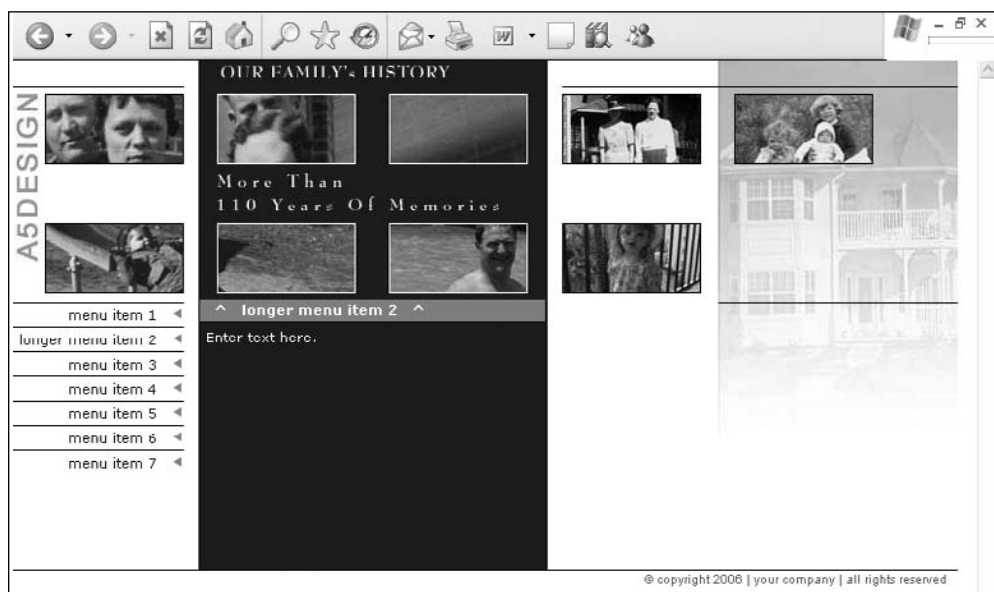 W
OUR FAMILY's HISTORY
A5DESIGN
More Than
110 Years Of Memories
menu item 1
longer menu item 2
menu item 3
menu item 4
menu item 5
menu item 6
menu item 7
^ longer menu item 2 ^
Enter text here.
© copyright 2006 | your company | all rights reserved